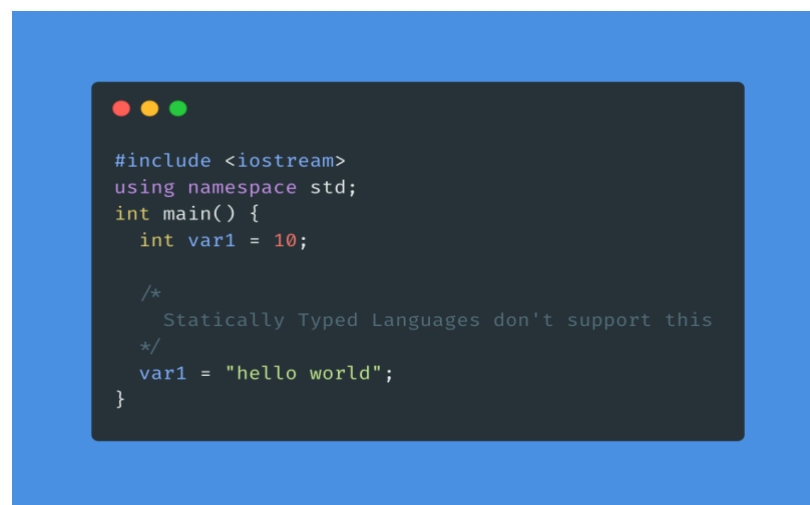 #include <iostream>
using namespace std;
int main() {
int var1 = 10;
/*
Statically Typed Languages don't support this
*/
var1 = "hello world";
}